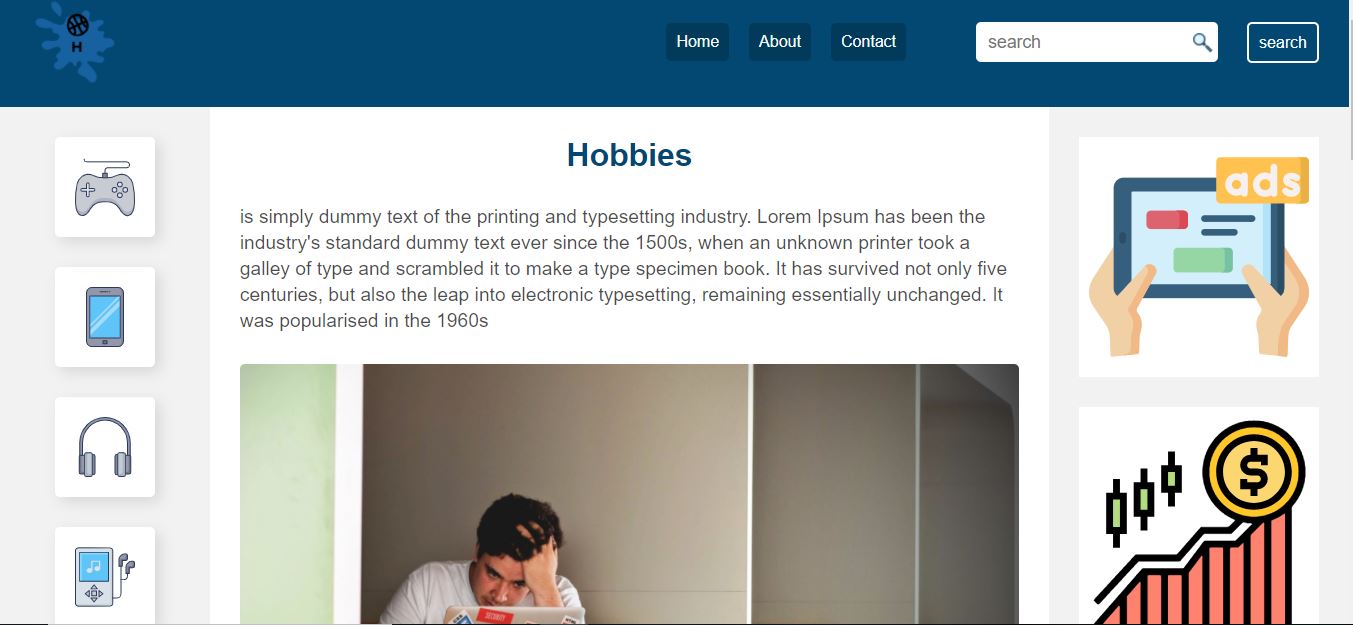 H
Home
About
Contact
search
search
Hobbies
is simply dummy text of the printing and typesetting industry. Lorem Ipsum has been the
industry's standard dummy text ever since the 1500s, when an unknown printer took a
galley of type and scrambled it to make a type specimen book. It has survived not only five
centuries, but also the leap into electronic typesetting, remaining essentially unchanged. It
was popularised in the 1960s
ads
$
SECURITY